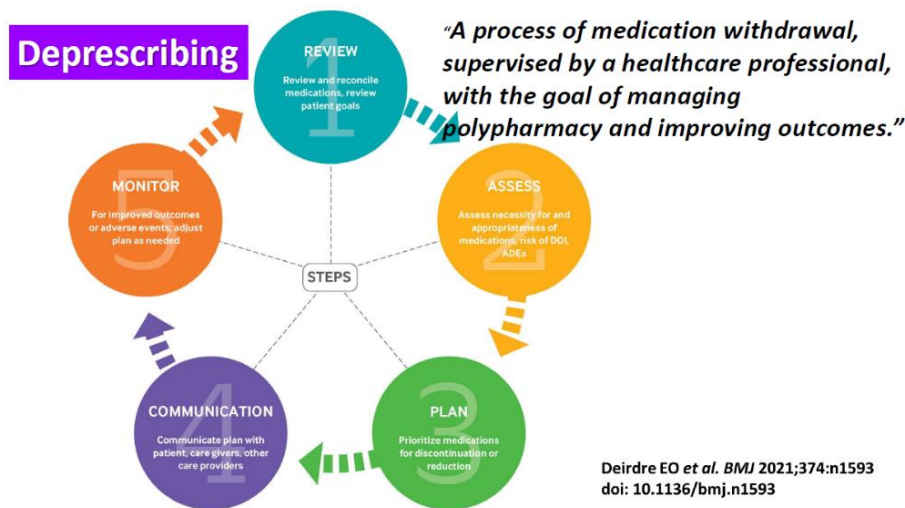 Deprescribing
"A process of medication withdrawal,
supervised by a healthcare professional,
with the goal of managing
polypharmacy and improving outcomes."
1
REVIEW
Review and reconcile
medications, review
patient goals
2
ASSESS
Assess necessity for and
appropriateness of
medications, risk of DDI,
ADEs
3
PLAN
Prioritize medications
for discontinuation or
reduction
4
COMMUNICATION
Communicate plan with
patient, care givers, other
care providers
5
MONITOR
For improved outcomes
or adverse events; adjust
plan as needed
STEPS
Deirdre EO et al. BMJ 2021;374:n1593
doi: 10.1136/bmj.n1593